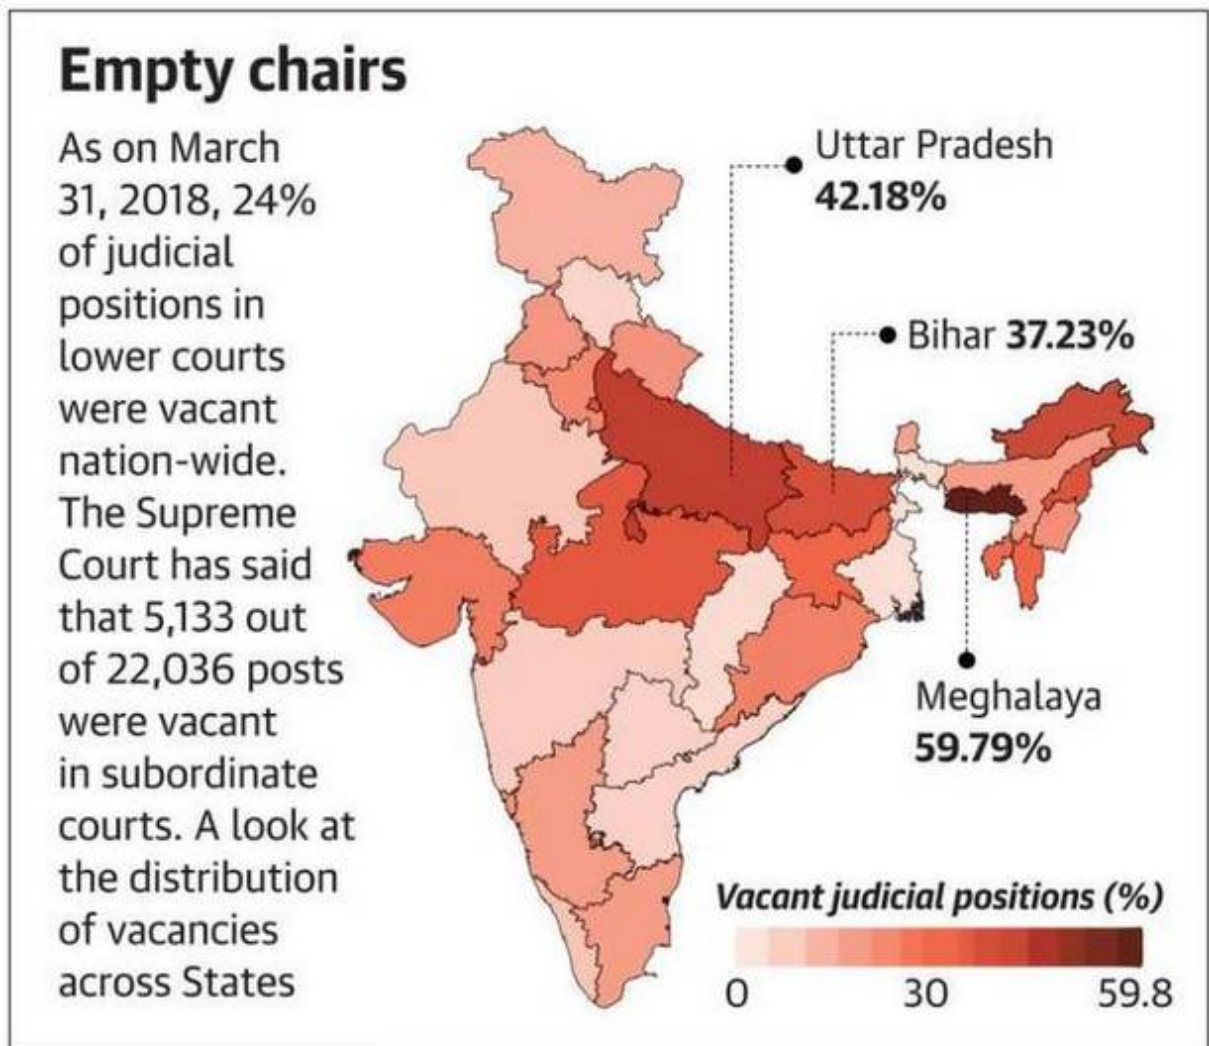 Empty chairs
As on March
31, 2018, 24%
of judicial
positions in
lower courts
were vacant
nation-wide.
The Supreme
Court has said
that 5,133 out
of 22,036 posts
were vacant
in subordinate
courts. A look at
the distribution
of vacancies
across States
Uttar Pradesh
42.18%
Bihar 37.23%
Meghalaya
59.79%
Vacant judicial positions (%)
0 30 59.8